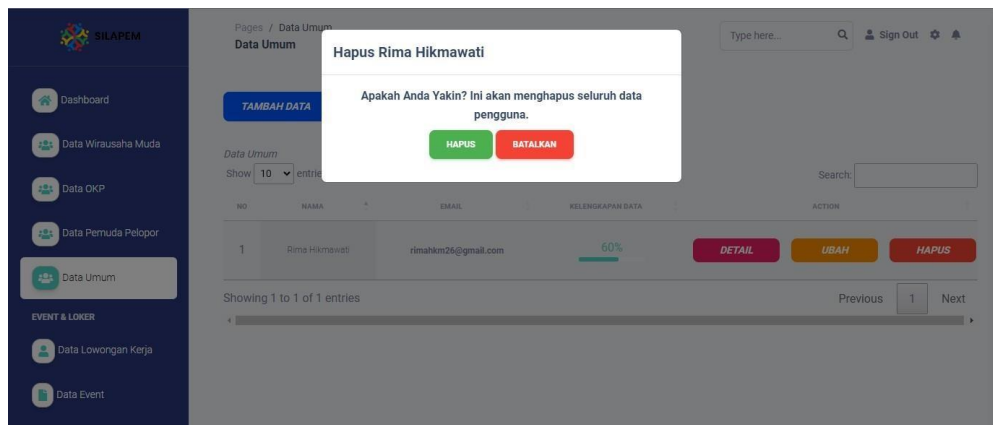 SILAPEM
Dashboard
Data Wirausaha Muda
Data OKP
Data Pemuda Pelopor
Data Umum
EVENT & LOKER
Data Lowongan Kerja
Data Event
Pages / Data Umum
Data Umum
Type here...
Sign Out
Hapus Rima Hikmawati
Apakah Anda Yakin? Ini akan menghapus seluruh data
pengguna.
HAPUS BATALKAN
TAMBAH DATA
Data Umum
Show 10 entrie
Search:
NO NAMA EMAIL KELENGKAPAN DATA ACTION
1 Rima Hikmawati rimahkm26@gmail.com 60% DETAIL UBAH HAPUS
Showing 1 to 1 of 1 entries
Previous 1 Next